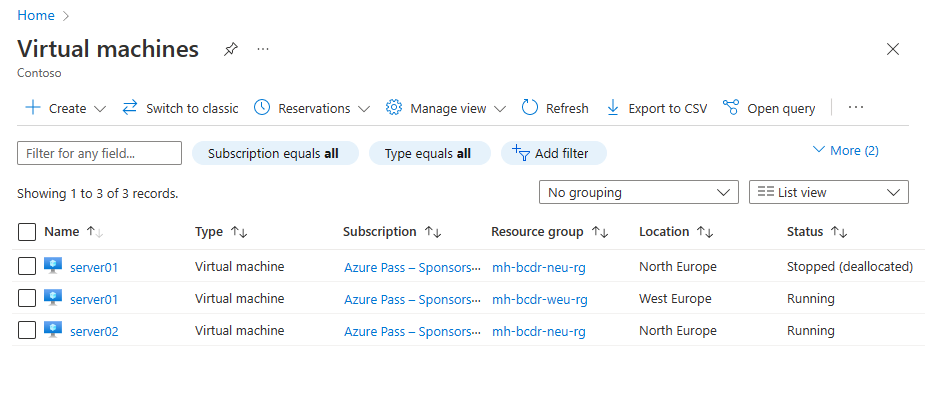 Home
Virtual machines
Contoso
Create Switch to classic Reservations Manage view Refresh Export to CSV Open query
Filter for any field... Subscription equals all Type equals all Add filter More (2)
Showing 1 to 3 of 3 records. No grouping List view
Name Type Subscription Resource group Location Status
server01 Virtual machine Azure Pass – Sponsors··· mh-bcdr-neu-rg North Europe Stopped (deallocated)
server01 Virtual machine Azure Pass – Sponsors··· mh-bcdr-weu-rg West Europe Running
server02 Virtual machine Azure Pass – Sponsors··· mh-bcdr-neu-rg North Europe Running